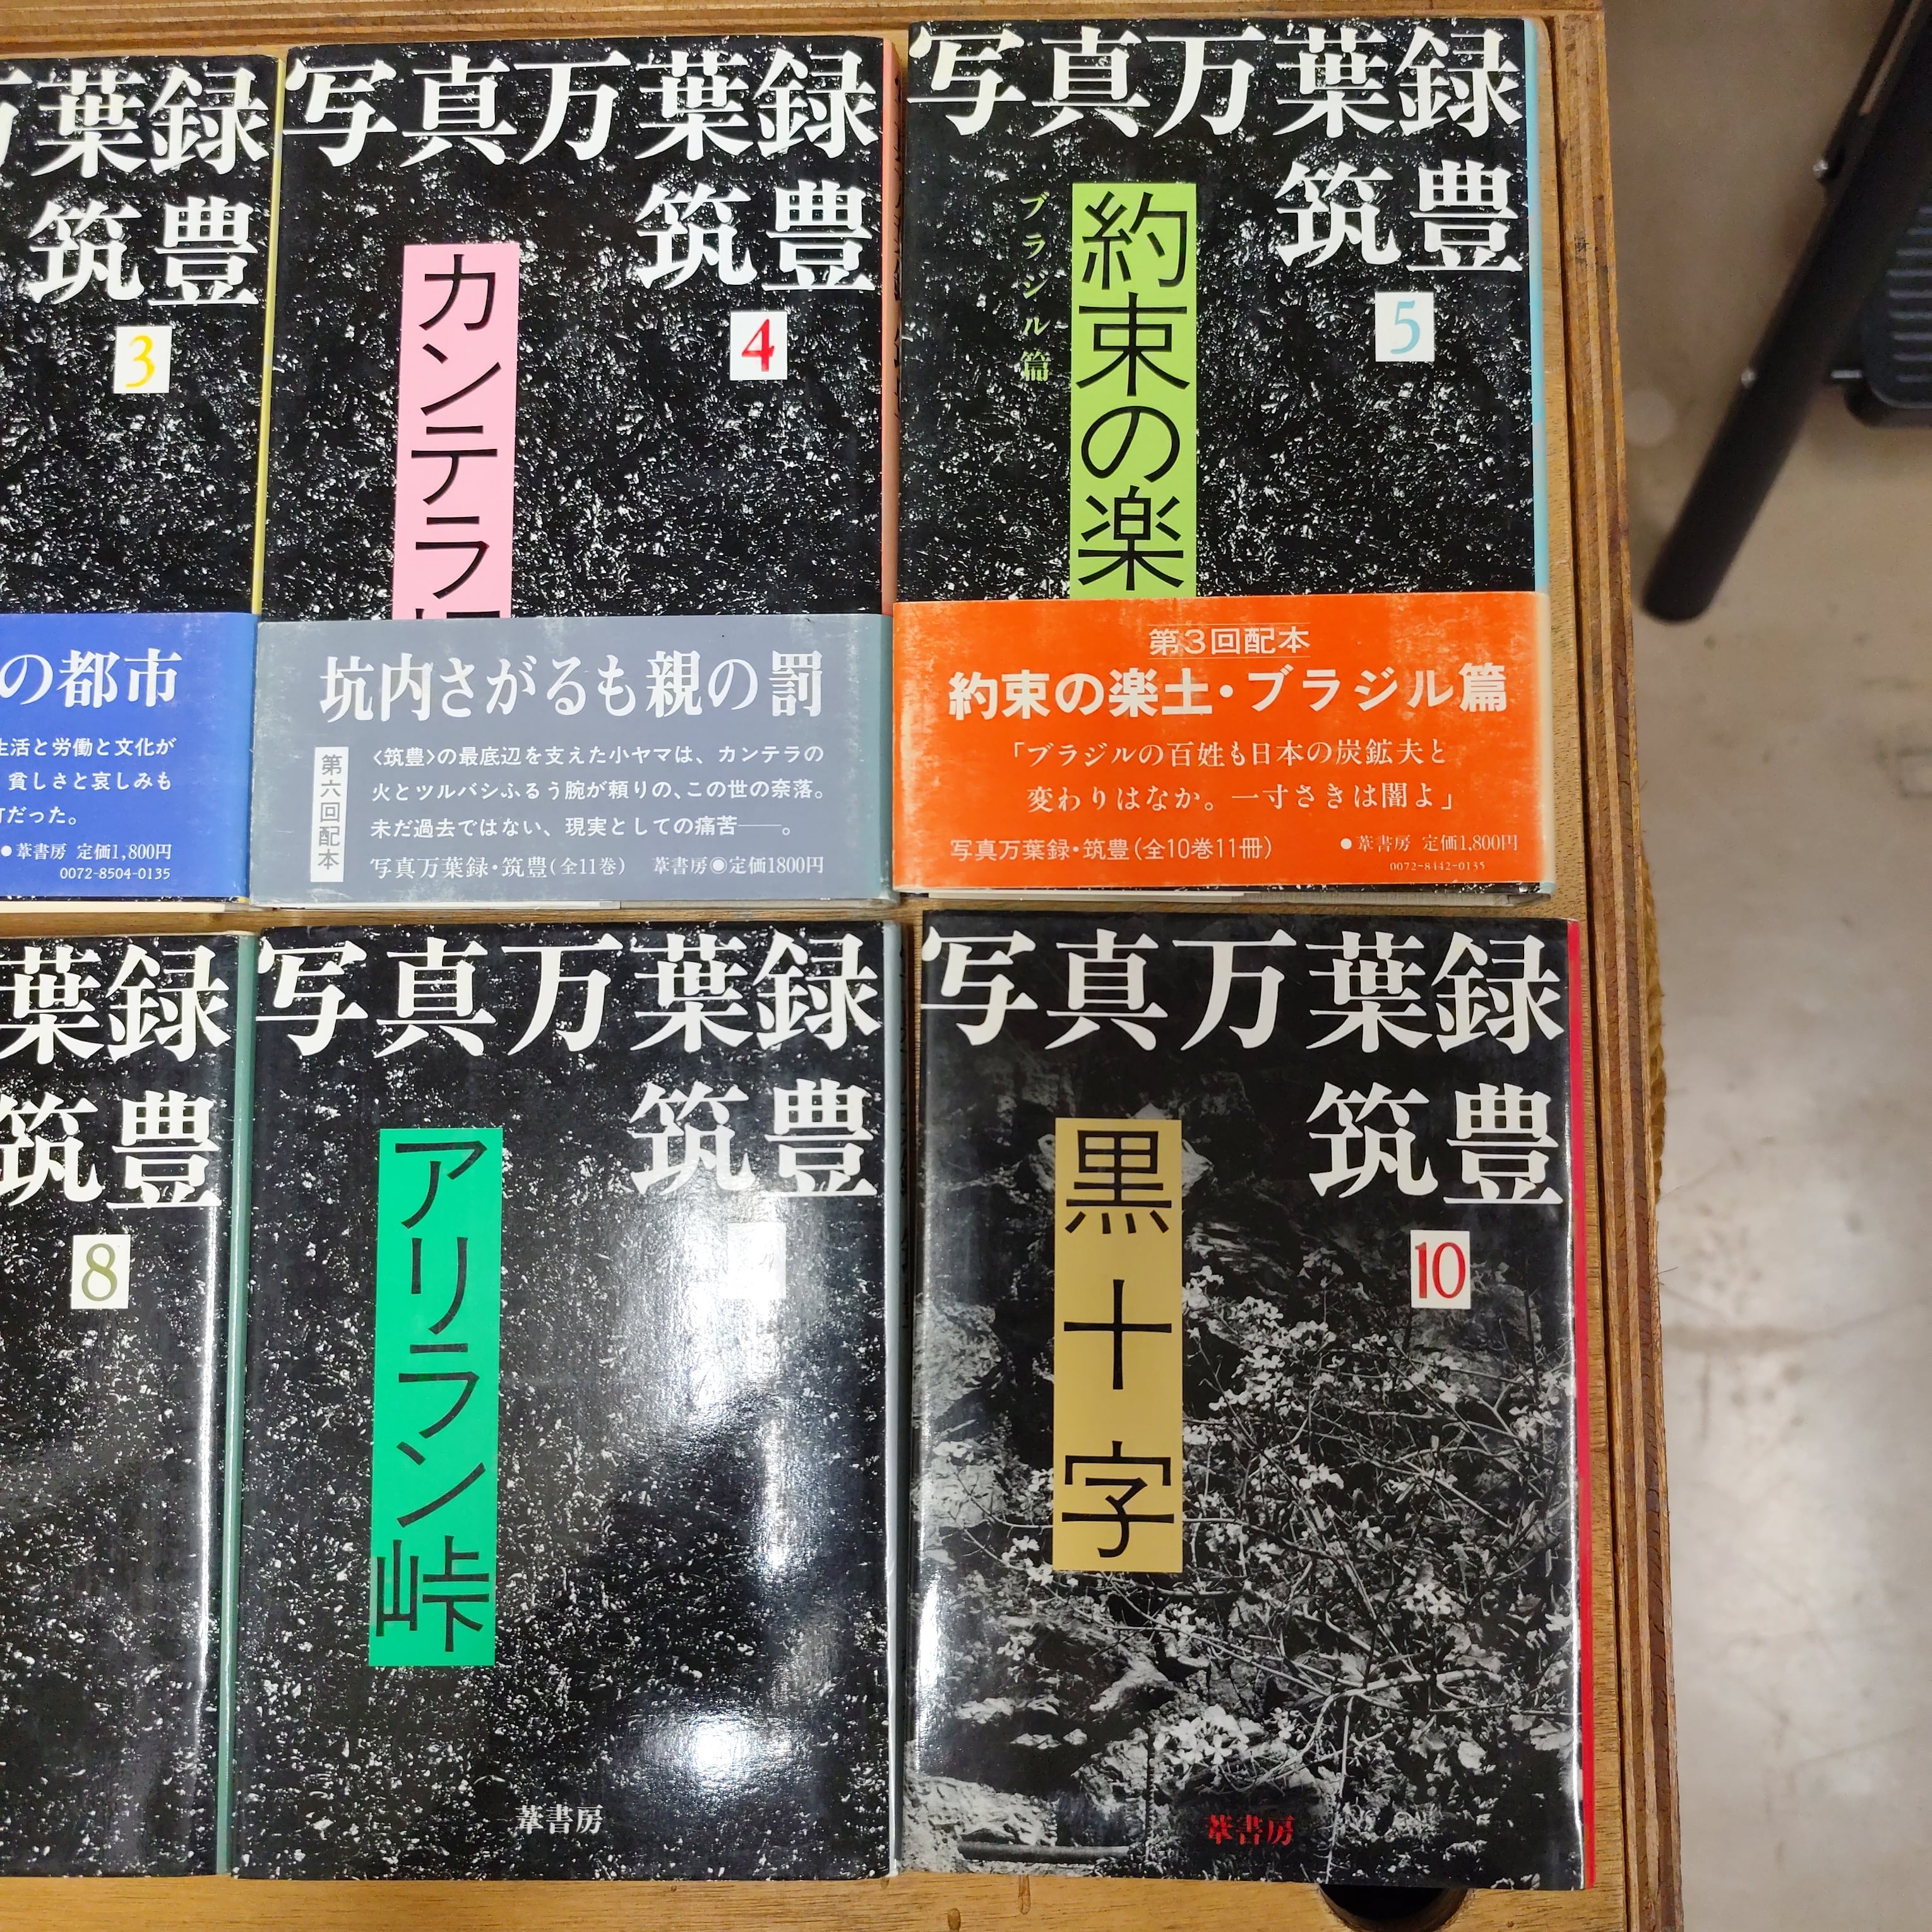 万葉録
筑豊
3
の都市
生活と労働と文化が
貧しさと哀しみも
だった。
●葦書房 定価1,800円
0072-8504-0135
写真万葉録
筑豊
4
カンテラ
坑内さがるも親の罰
第六回配本
〈筑豊〉の最底辺を支えた小ヤマは、カンテラの
火とツルバシふるう腕が頼りの、この世の奈落。
未だ過去ではない、現実としての痛苦──。
写真万葉録・筑豊(全11巻) 葦書房◉定価1800円
写真万葉録
筑豊
5
約束の楽
ブラジル篇
第3回配本
約束の楽土・ブラジル篇
「ブラジルの百姓も日本の炭鉱夫と
変わりはなか。一寸さきは闇よ」
写真万葉録・筑豊(全10巻11冊) ●葦書房 定価1,800円
0072-8442-0135
葉録
筑豊
8
写真万葉録
筑豊
アリラン峠
葦書房
写真万葉録
筑豊
10
黒十字
葦書房